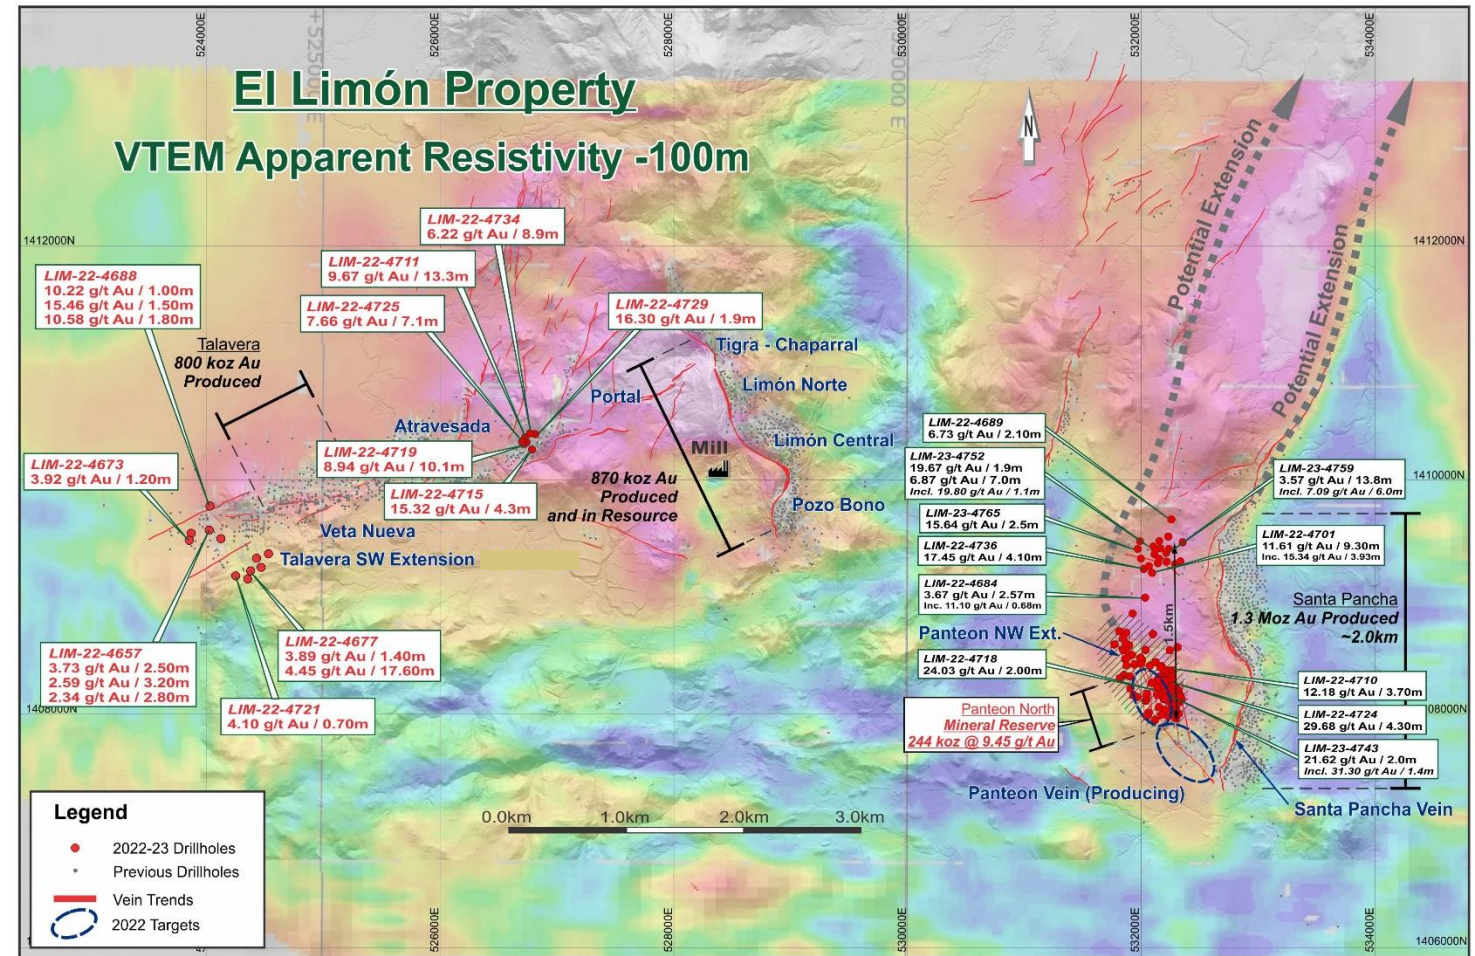 524000E
+525000E
526000E
528000E
530000E
532000E
534000E
El Limón Property
VTEM Apparent Resistivity -100m
N
Potential Extension
Potential Extension
1412000N
1412000N
LIM-22-4734
6.22 g/t Au / 8.9m
LIM-22-4711
9.67 g/t Au / 13.3m
LIM-22-4725
7.66 g/t Au / 7.1m
LIM-22-4729
16.30 g/t Au / 1.9m
LIM-22-4688
10.22 g/t Au / 1.00m
15.46 g/t Au / 1.50m
10.58 g/t Au / 1.80m
Talavera
800 koz Au
Produced
Tigra - Chaparral
Limón Norte
Portal
Atravesada
Limón Central
Mill
LIM-22-4719
8.94 g/t Au / 10.1m
LIM-22-4673
3.92 g/t Au / 1.20m
LIM-22-4715
15.32 g/t Au / 4.3m
870 koz Au
Produced
and in Resource
Pozo Bono
Veta Nueva
Talavera SW Extension
LIM-22-4689
6.73 g/t Au / 2.10m
LIM-23-4752
19.67 g/t Au / 1.9m
6.87 g/t Au / 7.0m
Incl. 19.80 g/t Au / 1.1m
LIM-23-4765
15.64 g/t Au / 2.5m
LIM-22-4736
17.45 g/t Au / 4.10m
LIM-22-4684
3.67 g/t Au / 2.57m
Inc. 11.10 g/t Au / 0.68m
Panteon NW Ext.
LIM-22-4718
24.03 g/t Au / 2.00m
1410000N
LIM-23-4759
3.57 g/t Au / 13.8m
Incl. 7.09 g/t Au / 6.0m
LIM-22-4701
11.61 g/t Au / 9.30m
Inc. 15.34 g/t Au / 3.93m
Santa Pancha
1.3 Moz Au Produced
~2.0km
1.5km
LIM-22-4710
12.18 g/t Au / 3.70m
LIM-22-4724
29.68 g/t Au / 4.30m
LIM-23-4743
21.62 g/t Au / 2.0m
Incl. 31.30 g/t Au / 1.4m
Panteon North
Mineral Reserve
244 koz @ 9.45 g/t Au
Panteon Vein (Producing)
Santa Pancha Vein
LIM-22-4657
3.73 g/t Au / 2.50m
2.59 g/t Au / 3.20m
2.34 g/t Au / 2.80m
LIM-22-4677
3.89 g/t Au / 1.40m
4.45 g/t Au / 17.60m
LIM-22-4721
4.10 g/t Au / 0.70m
1408000N
08000N
0.0km
1.0km
2.0km
3.0km
Legend
2022-23 Drillholes
Previous Drillholes
Vein Trends
2022 Targets
526000E
528000E
530000E
532000E
534000E
1406000N